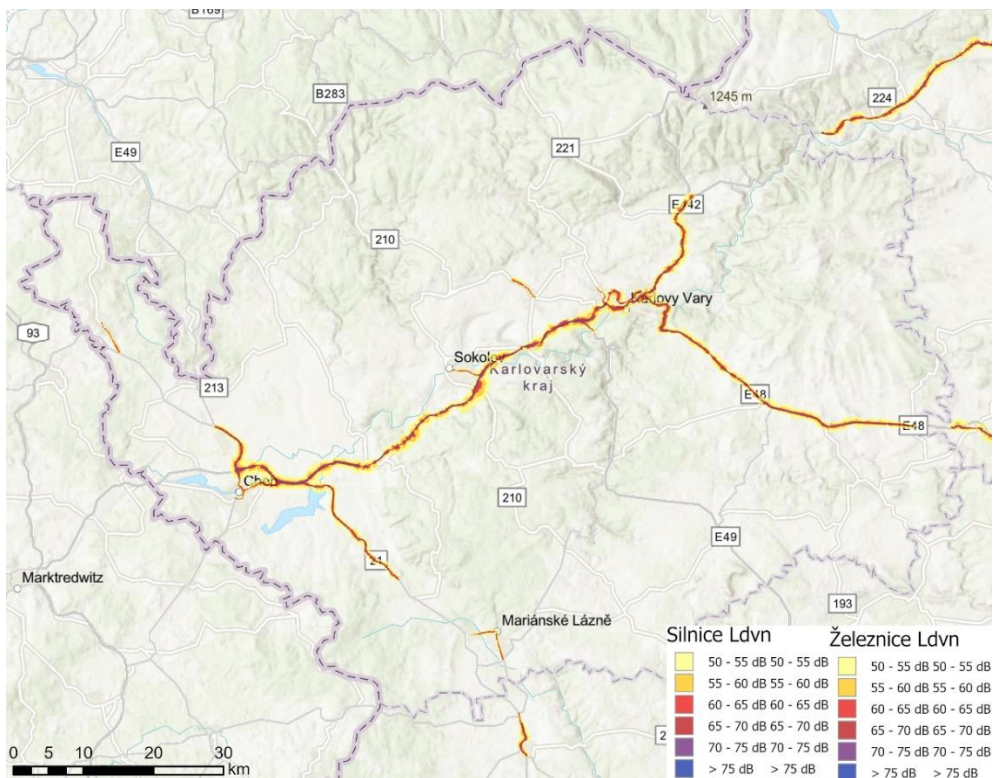 B169
B283
1245 m
224
E49
221
210
93
Karlovy Vary
Sokolov
Karlovarský
kraj
213
E48
E48
Cheb
210
21
E49
Marktredwitz
193
Mariánské Lázně
Silnice Ldvn
50 - 55 dB 50 - 55 dB
55 - 60 dB 55 - 60 dB
60 - 65 dB 60 - 65 dB
65 - 70 dB 65 - 70 dB
70 - 75 dB 70 - 75 dB
> 75 dB > 75 dB
Železnice Ldvn
50 - 55 dB 50 - 55 dB
55 - 60 dB 55 - 60 dB
60 - 65 dB 60 - 65 dB
65 - 70 dB 65 - 70 dB
70 - 75 dB 70 - 75 dB
> 75 dB > 75 dB
0 5 10 20 30
km